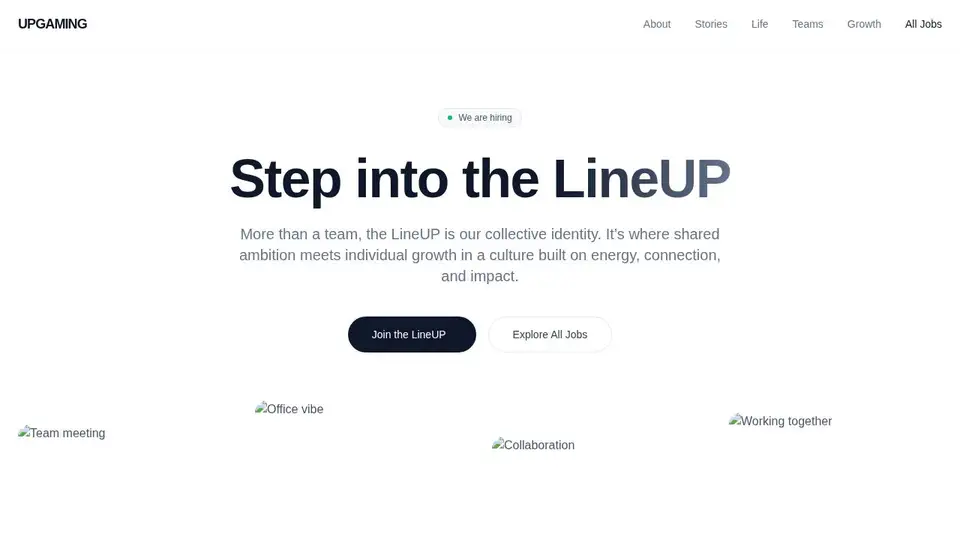 UPGAMING
About
Stories
Life
Teams
Growth
All Jobs
We are hiring
Step into the LineUP
More than a team, the LineUP is our collective identity. It's where shared
ambition meets individual growth in a culture built on energy, connection,
and impact.
Join the LineUP
Explore All Jobs
Office vibe
Working together
Team meeting
Collaboration